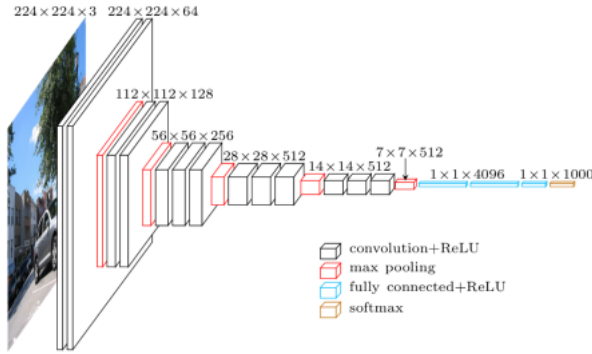 224×224×3
224×224×64
112×112×128
56×56×256
28×28×512
14×14×512
7×7×512
1×1×4096
1×1×1000
convolution+ReLU
max pooling
fully connected+ReLU
softmax